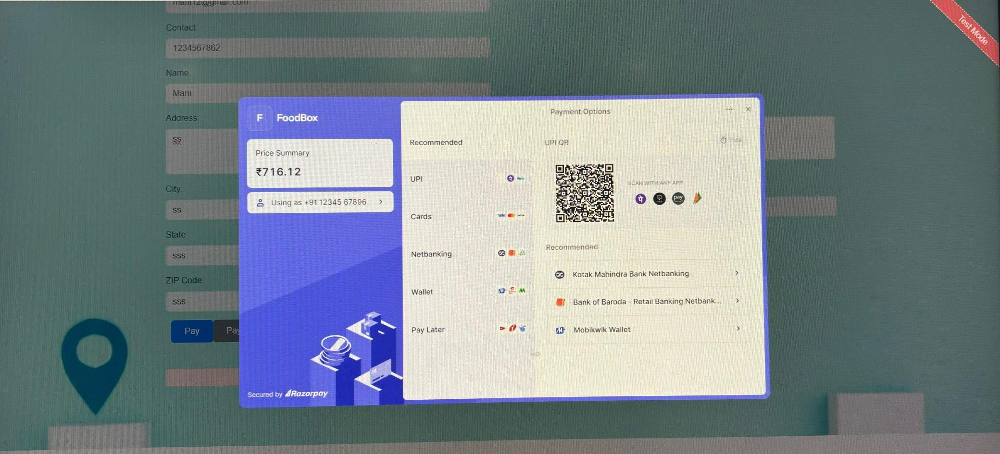 mani12@gmail.com
Test Mode
Contact:
1234567862
Name:
Mani
Address:
ss
City:
ss
State:
sss
ZIP Code:
sss
Pay
Pay
F
FoodBox
Price Summary
₹716.12
Using as +91 12345 67896
Secured by Razorpay
Payment Options
Recommended
UPI
Cards
Netbanking
Wallet
Pay Later
UPI QR
SCAN WITH ANY APP
pay
Recommended
Kotak Mahindra Bank Netbanking
Bank of Baroda - Retail Banking Netbank...
Mobikwik Wallet